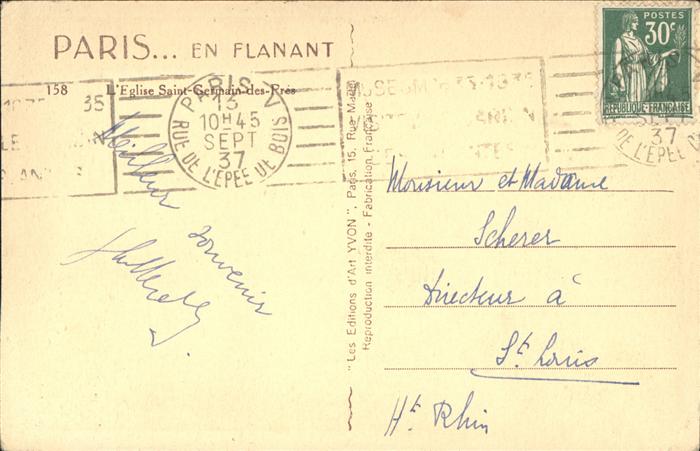 PARIS... EN FLANANT
158 L'Eglise Saint-Germain-des-Prés
PARIS V
13
10H45
SEPT
37
RUE DE L'EPEE DE BOIS
Meilleur
souvenir
"Les Editions d'Art YVON". Paris, 15, Rue Martel
Reproduction interdite - Fabrication Française
POSTES
30c
REPUBLIQUE-FRANÇAISE
SEPT
37
DE L'EPEE D
Monsieur et Madame
Scherer
Directeur à
St. Louis
Ht Rhin